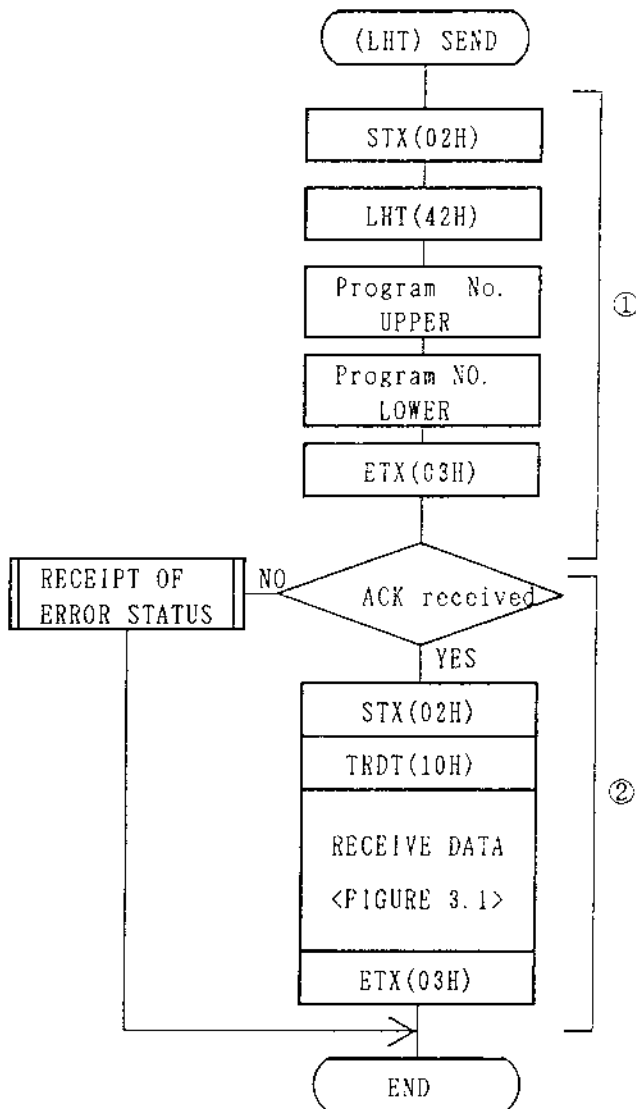 (LHT) SEND
STX(02H)
LHT(42H)
Program No.
UPPER
①
Program NO.
LOWER
ETX(03H)
RECEIPT OF
ERROR STATUS
NO
ACK received
YES
STX(02H)
TRDT(10H)
②
RECEIVE DATA
<FIGURE 3.1>
ETX(03H)
END